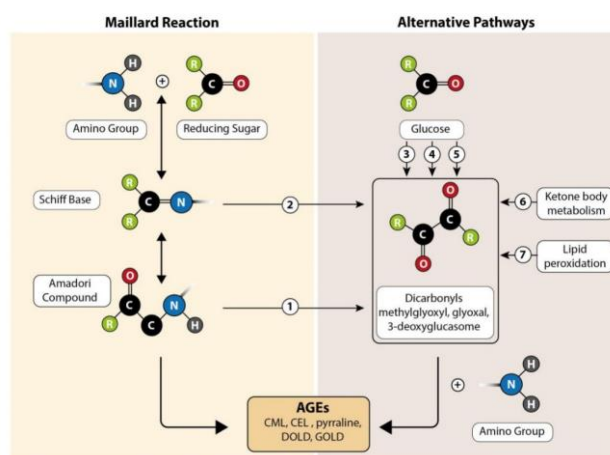 Maillard Reaction
Alternative Pathways
H
N
H
+
R
R
C
O
R
R
C
O
Amino Group
Reducing Sugar
Glucose
3
4
5
Schiff Base
R
R
C
N
2
O
R
C
C
R
O
6
Ketone body
metabolism
7
Lipid
peroxidation
Amadori
Compound
O
C
R
C
N
H
1
Dicarbonyls
methylglyoxyl, glyoxal,
3-deoxyglucasome
AGEs
CML, CEL , pyrraline,
DOLD, GOLD
+
H
N
H
Amino Group